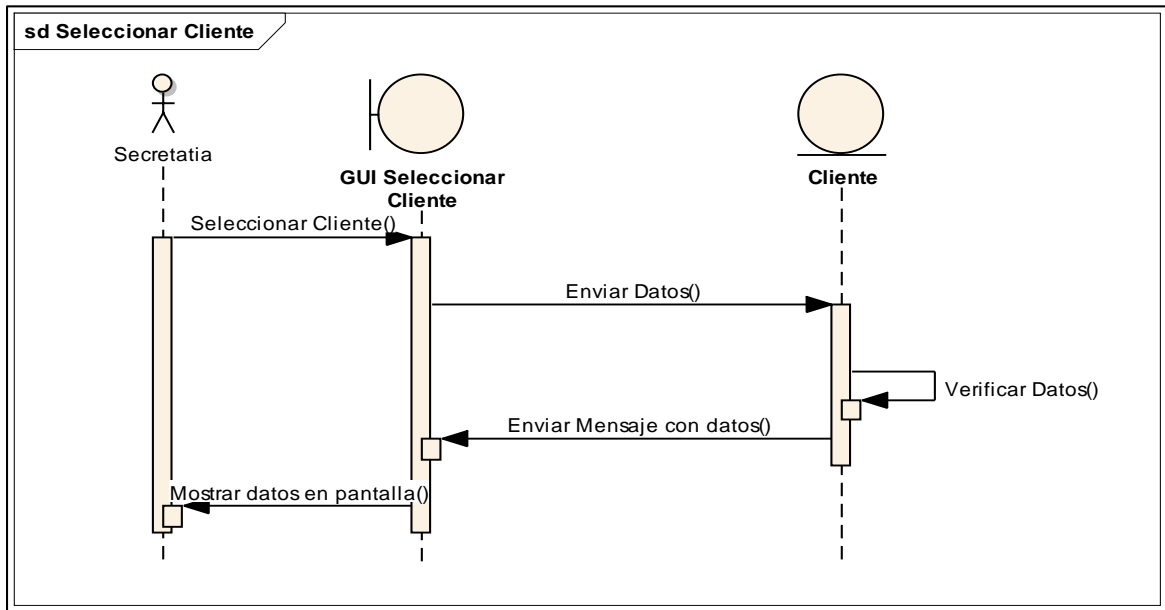 sd Seleccionar Cliente
Secretatia
GUI Seleccionar
Cliente
Cliente
Seleccionar Cliente()
Enviar Datos()
Verificar Datos()
Enviar Mensaje con datos()
Mostrar datos en pantalla()